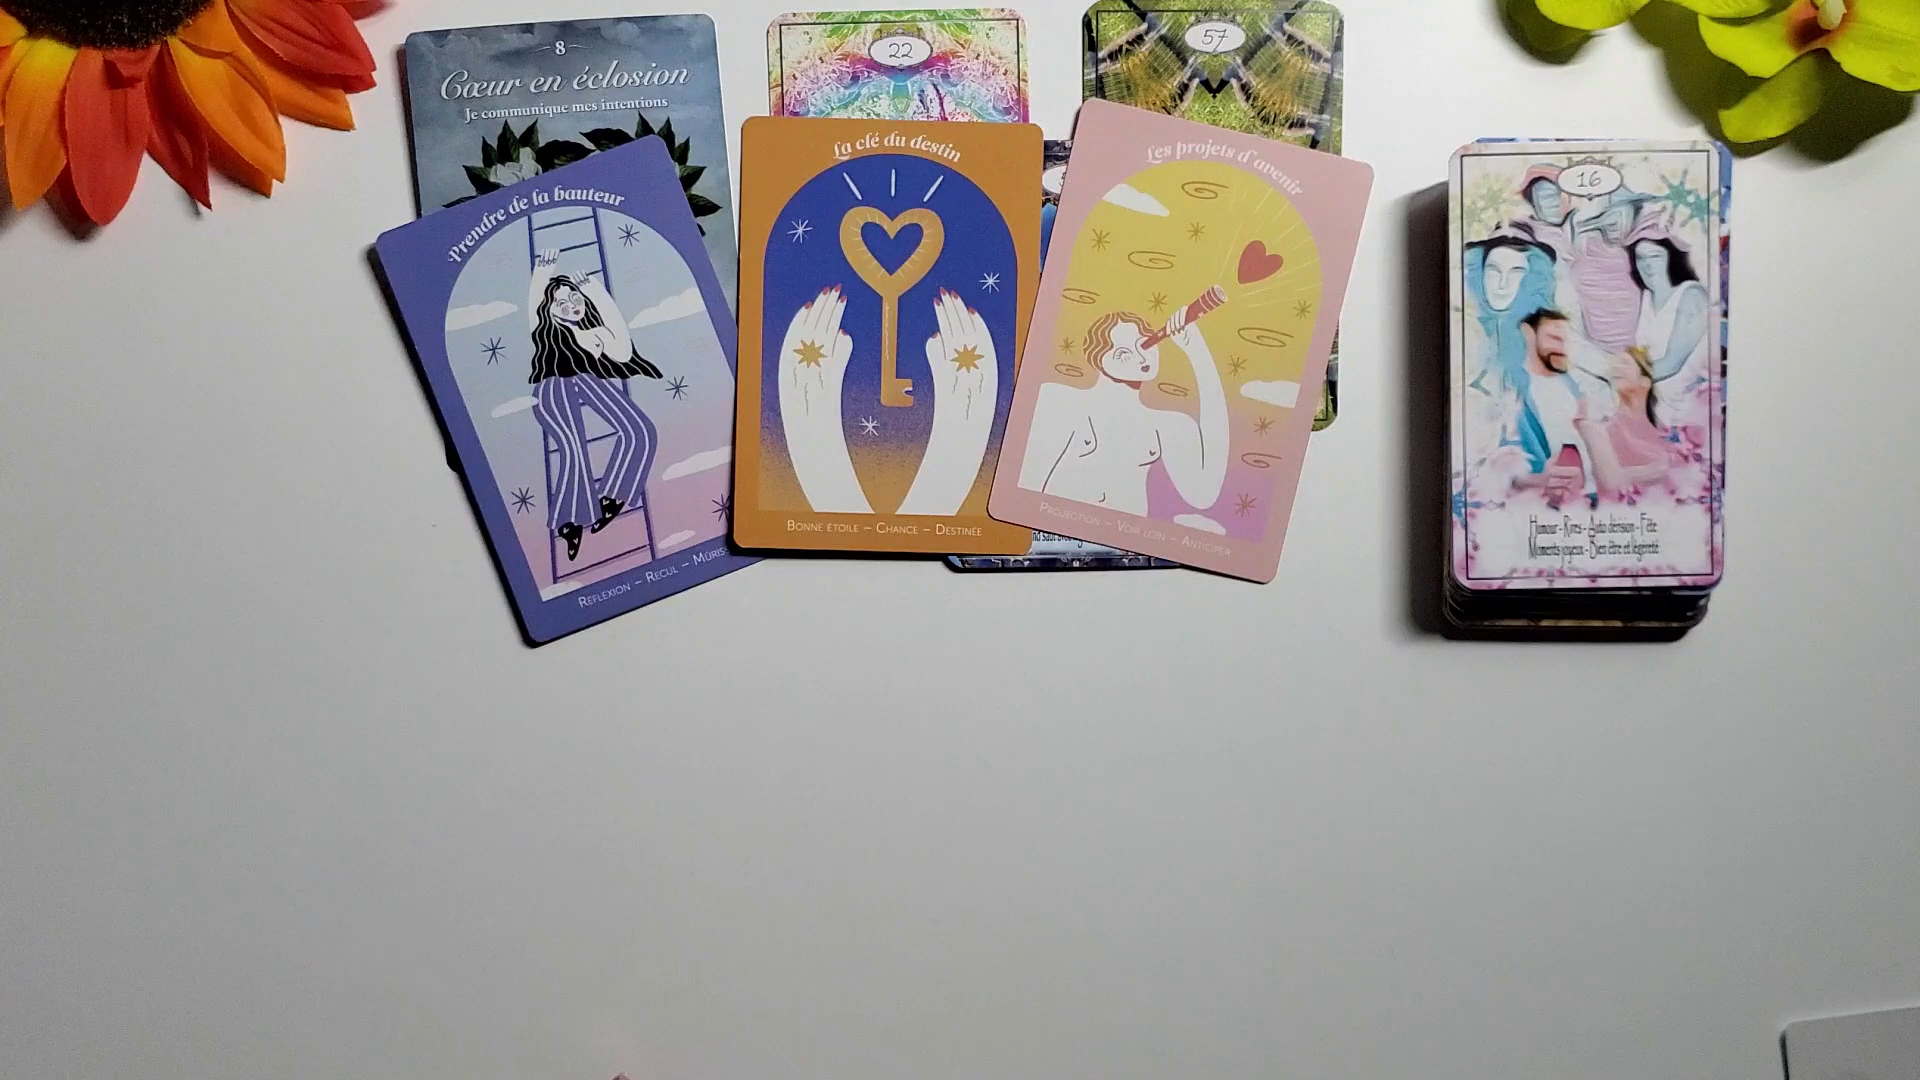 8
Cœur en éclosion
Je communique mes intentions
22
57
Prendre de la hauteur
Réflexion – Recul –
La clé du destin
Bonne étoile – Chance – Destinée
Les projets d'avenir
Projection – Voir loin – Anticiper
16
Humour - Rires - Auto dérision - Fête
Moments joyeux - Bien être et légèreté